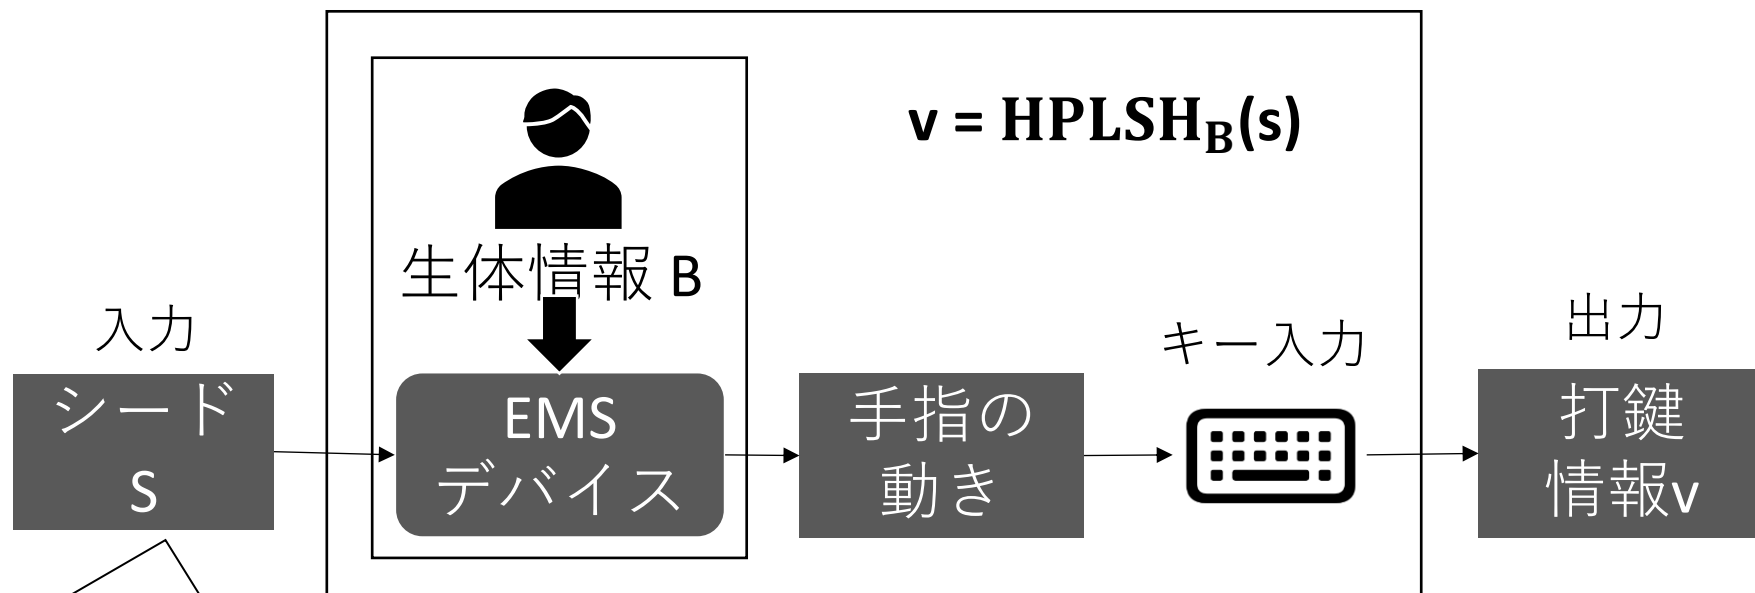 v = HPLSH_B(s)
生体情報 B
入力
シード
S
EMS
デバイス
手指の
動き
キー入力
出力
打鍵
情報v